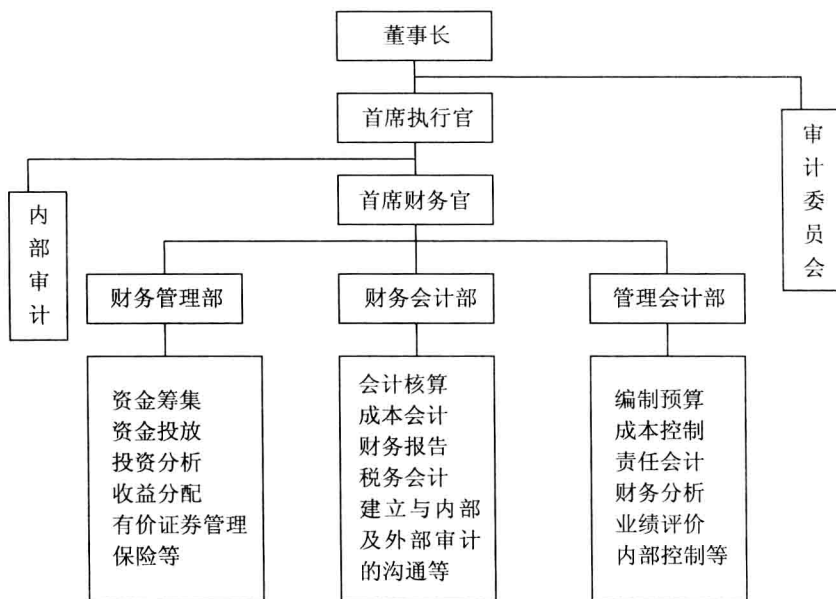 董事长
首席执行官
审计委员会
内部审计
首席财务官
财务管理部
财务会计部
管理会计部
资金筹集
资金投放
投资分析
收益分配
有价证券管理
保险等
会计核算
成本会计
财务报告
税务会计
建立与内部
及外部审计
的沟通等
编制预算
成本控制
责任会计
财务分析
业绩评价
内部控制等